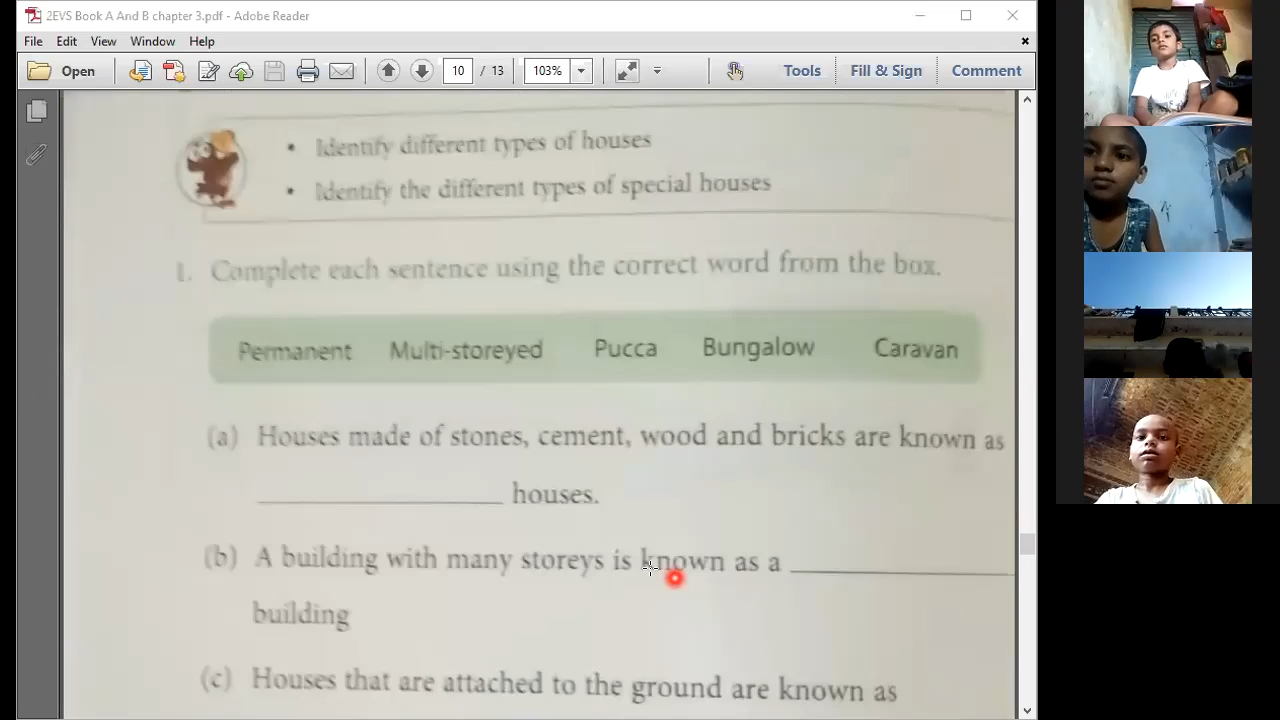 2EVS Book A And B chapter 3.pdf - Adobe Reader
File Edit View Window Help
Open 10 / 13 103% Tools Fill & Sign Comment
• Identify different types of houses
• Identify the different types of special houses
1. Complete each sentence using the correct word from the box.
Permanent Multi-storeyed Pucca Bungalow Caravan
(a) Houses made of stones, cement, wood and bricks are known as
____________________ houses.
(b) A building with many storeys is known as a ____________________
building
(c) Houses that are attached to the ground are known as